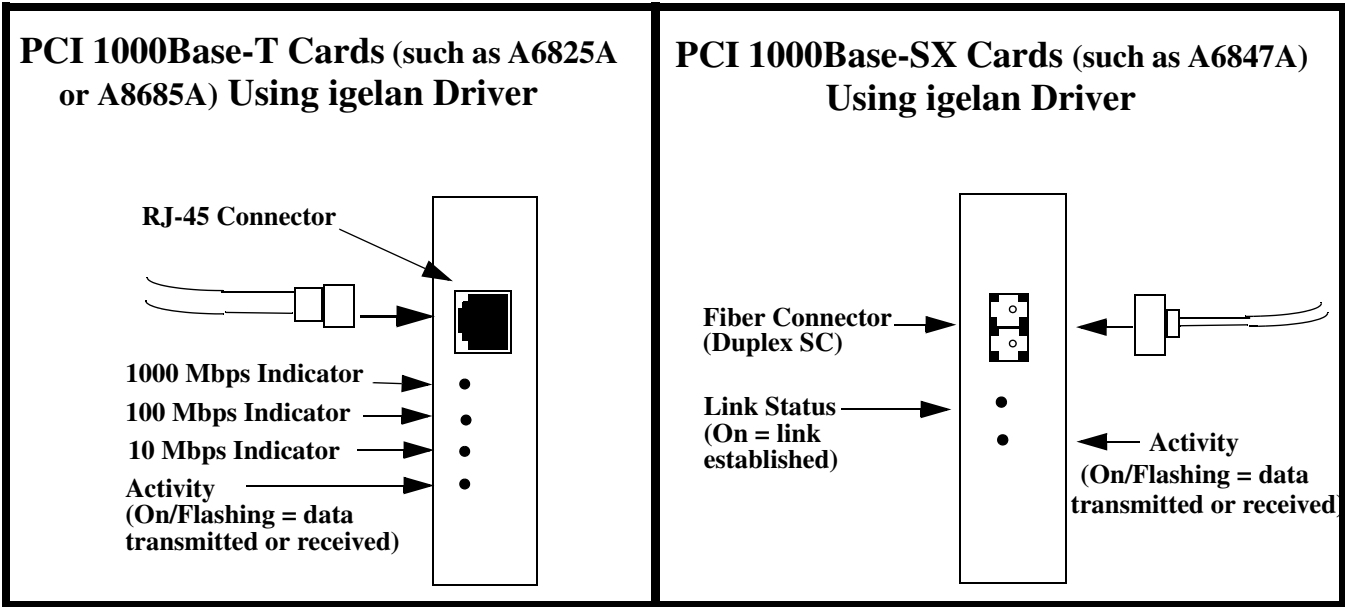 PCI 1000Base-T Cards (such as A6825A
or A8685A) Using igelan Driver
RJ-45 Connector
1000 Mbps Indicator
100 Mbps Indicator
10 Mbps Indicator
Activity
(On/Flashing = data
transmitted or received)
PCI 1000Base-SX Cards (such as A6847A)
Using igelan Driver
Fiber Connector
(Duplex SC)
Link Status
(On = link
established)
Activity
(On/Flashing = data
transmitted or received)